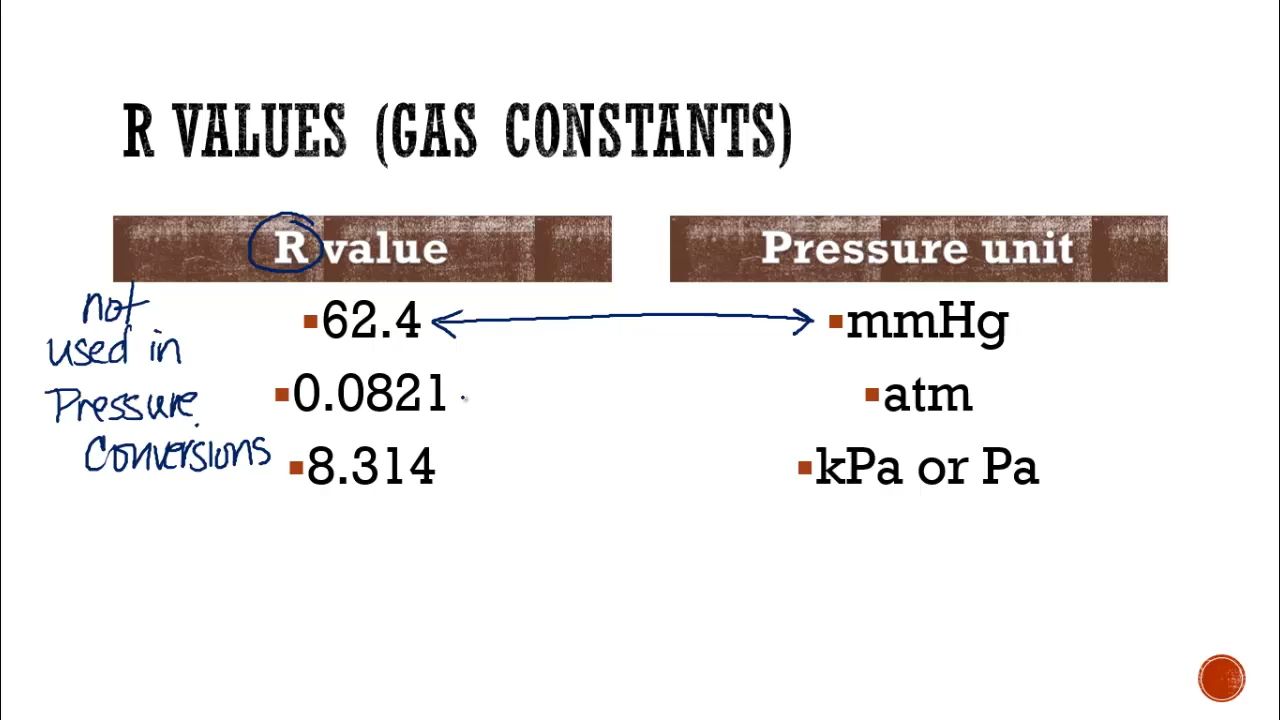 R VALUES (GAS CONSTANTS)
R value
Pressure unit
not
used in
Pressure
Conversions
▪62.4
▪mmHg
▪0.0821
▪atm
▪8.314
▪kPa or Pa